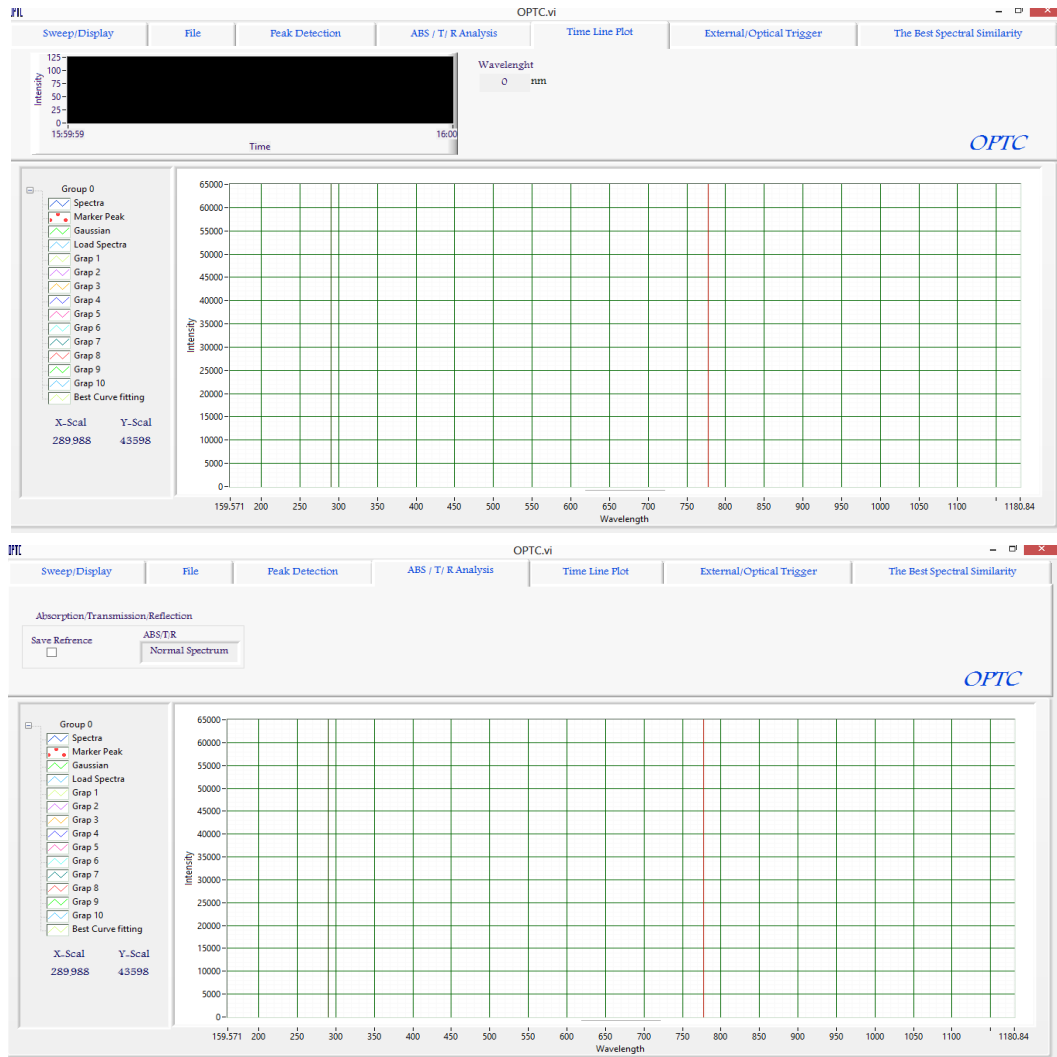 OPTC
OPTC.vi
Sweep/Display File Peak Detection ABS / T/ R Analysis Time Line Plot External/Optical Trigger The Best Spectral Similarity
125
100
75
50
25
0
Intensity
15:59:59 16:00
Time
Wavelenght
0 nm
OPTC
Group 0
Spectra
Marker Peak
Gaussian
Load Spectra
Grap 1
Grap 2
Grap 3
Grap 4
Grap 5
Grap 6
Grap 7
Grap 8
Grap 9
Grap 10
Best Curve fitting
X-Scal Y-Scal
289.988 43598
65000
60000
55000
50000
45000
40000
35000
30000
25000
20000
15000
10000
5000
0
Intensity
159.571 200 250 300 350 400 450 500 550 600 650 700 750 800 850 900 950 1000 1050 1100 1180.84
Wavelength
OPTC
OPTC.vi
Sweep/Display File Peak Detection ABS / T/ R Analysis Time Line Plot External/Optical Trigger The Best Spectral Similarity
Absorption/Transmission/Reflection
Save Refrence ABS/T/R
Normal Spectrum
OPTC
Group 0
Spectra
Marker Peak
Gaussian
Load Spectra
Grap 1
Grap 2
Grap 3
Grap 4
Grap 5
Grap 6
Grap 7
Grap 8
Grap 9
Grap 10
Best Curve fitting
X-Scal Y-Scal
289.988 43598
65000
60000
55000
50000
45000
40000
35000
30000
25000
20000
15000
10000
5000
0
Intensity
159.571 200 250 300 350 400 450 500 550 600 650 700 750 800 850 900 950 1000 1050 1100 1180.84
Wavelength